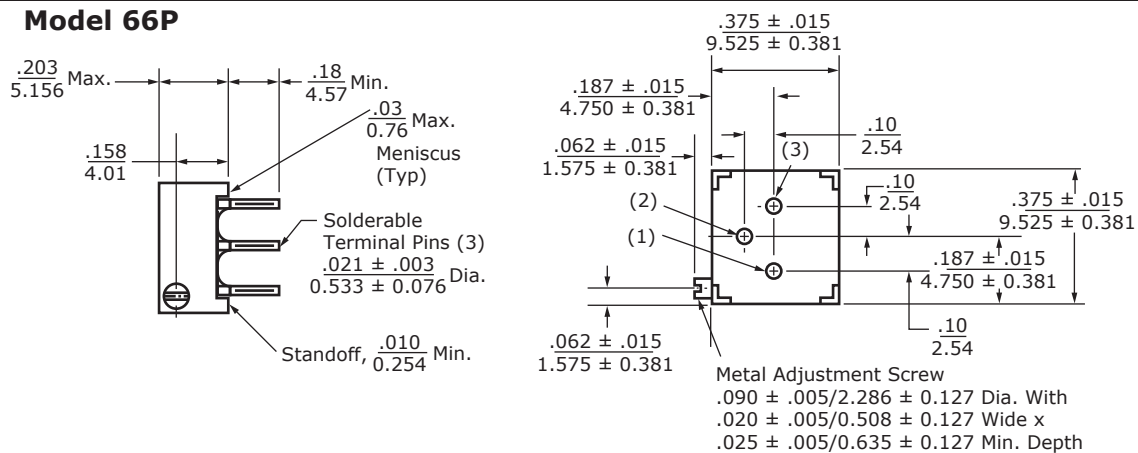 Model 66P
.203
5.156 Max.
.18
4.57 Min.
.03
0.76 Max.
Meniscus
(Typ)
.158
4.01
Solderable
Terminal Pins (3)
.021 ± .003
0.533 ± 0.076 Dia.
Standoff, .010
0.254 Min.
.375 ± .015
9.525 ± 0.381
.187 ± .015
4.750 ± 0.381
.10
2.54
.062 ± .015
1.575 ± 0.381
(3)
.10
2.54
.375 ± .015
9.525 ± 0.381
(2)
(1)
.187 ± .015
4.750 ± 0.381
.10
2.54
.062 ± .015
1.575 ± 0.381
Metal Adjustment Screw
.090 ± .005/2.286 ± 0.127 Dia. With
.020 ± .005/0.508 ± 0.127 Wide x
.025 ± .005/0.635 ± 0.127 Min. Depth